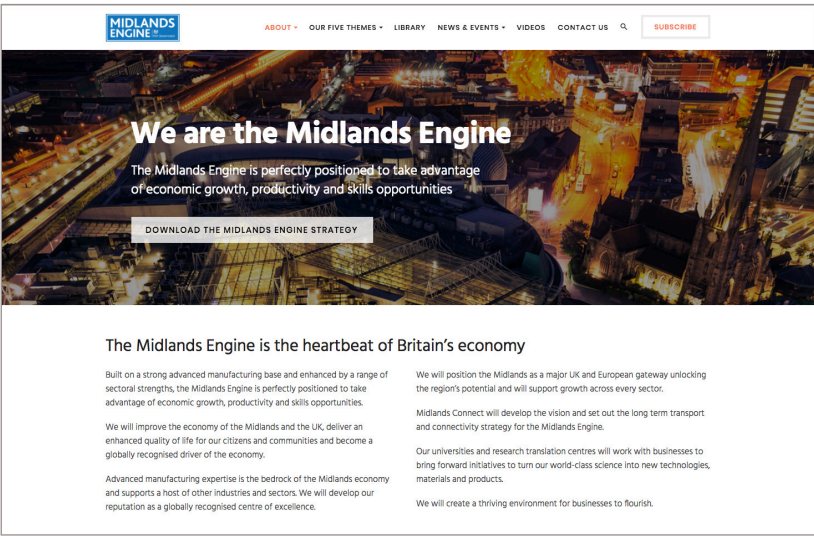 MIDLANDS
ENGINE
ABOUT OUR FIVE THEMES LIBRARY NEWS & EVENTS VIDEOS CONTACT US SUBSCRIBE
We are the Midlands Engine
The Midlands Engine is perfectly positioned to take advantage
of economic growth, productivity and skills opportunities
DOWNLOAD THE MIDLANDS ENGINE STRATEGY
The Midlands Engine is the heartbeat of Britain's economy
Built on a strong advanced manufacturing base and enhanced by a range of
sectoral strengths, the Midlands Engine is perfectly positioned to take
advantage of economic growth, productivity and skills opportunities.
We will improve the economy of the Midlands and the UK, deliver an
enhanced quality of life for our citizens and communities and become a
globally recognised driver of the economy.
Advanced manufacturing expertise is the bedrock of the Midlands economy
and supports a host of other industries and sectors. We will develop our
reputation as a globally recognised centre of excellence.
We will position the Midlands as a major UK and European gateway unlocking
the region's potential and will support growth across every sector.
Midlands Connect will develop the vision and set out the long term transport
and connectivity strategy for the Midlands Engine.
Our universities and research translation centres will work with businesses to
bring forward initiatives to turn our world-class science into new technologies,
materials and products.
We will create a thriving environment for businesses to flourish.